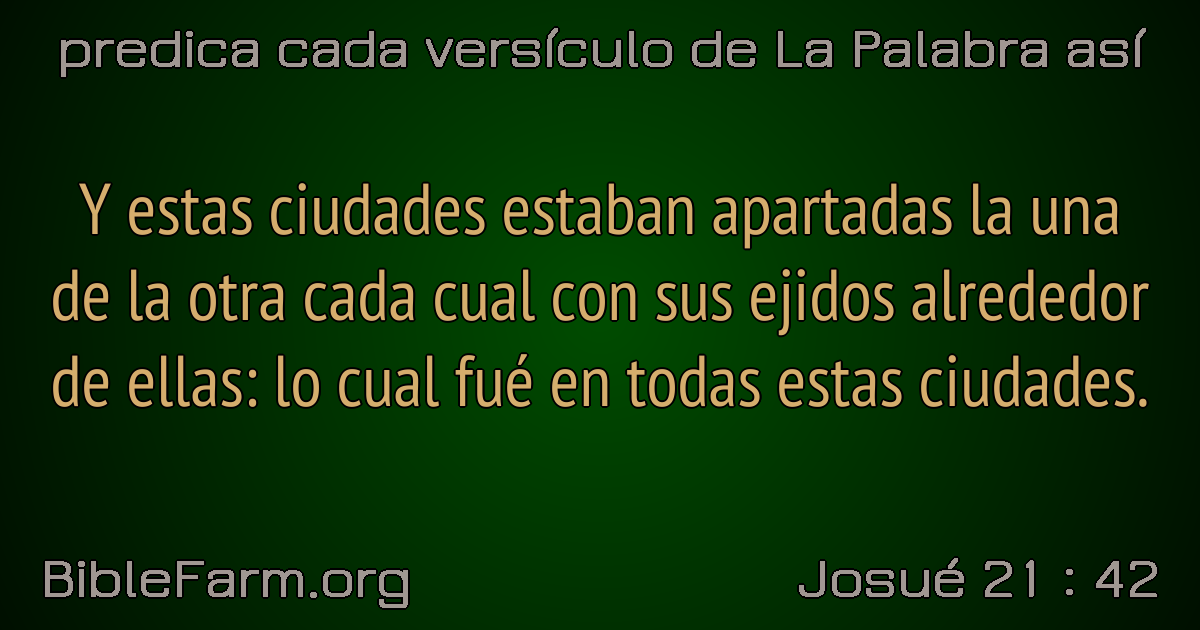 predica cada versículo de La Palabra así
Y estas ciudades estaban apartadas la una
de la otra cada cual con sus ejidos alrededor
de ellas: lo cual fué en todas estas ciudades.
BibleFarm.org
Josué 21 : 42